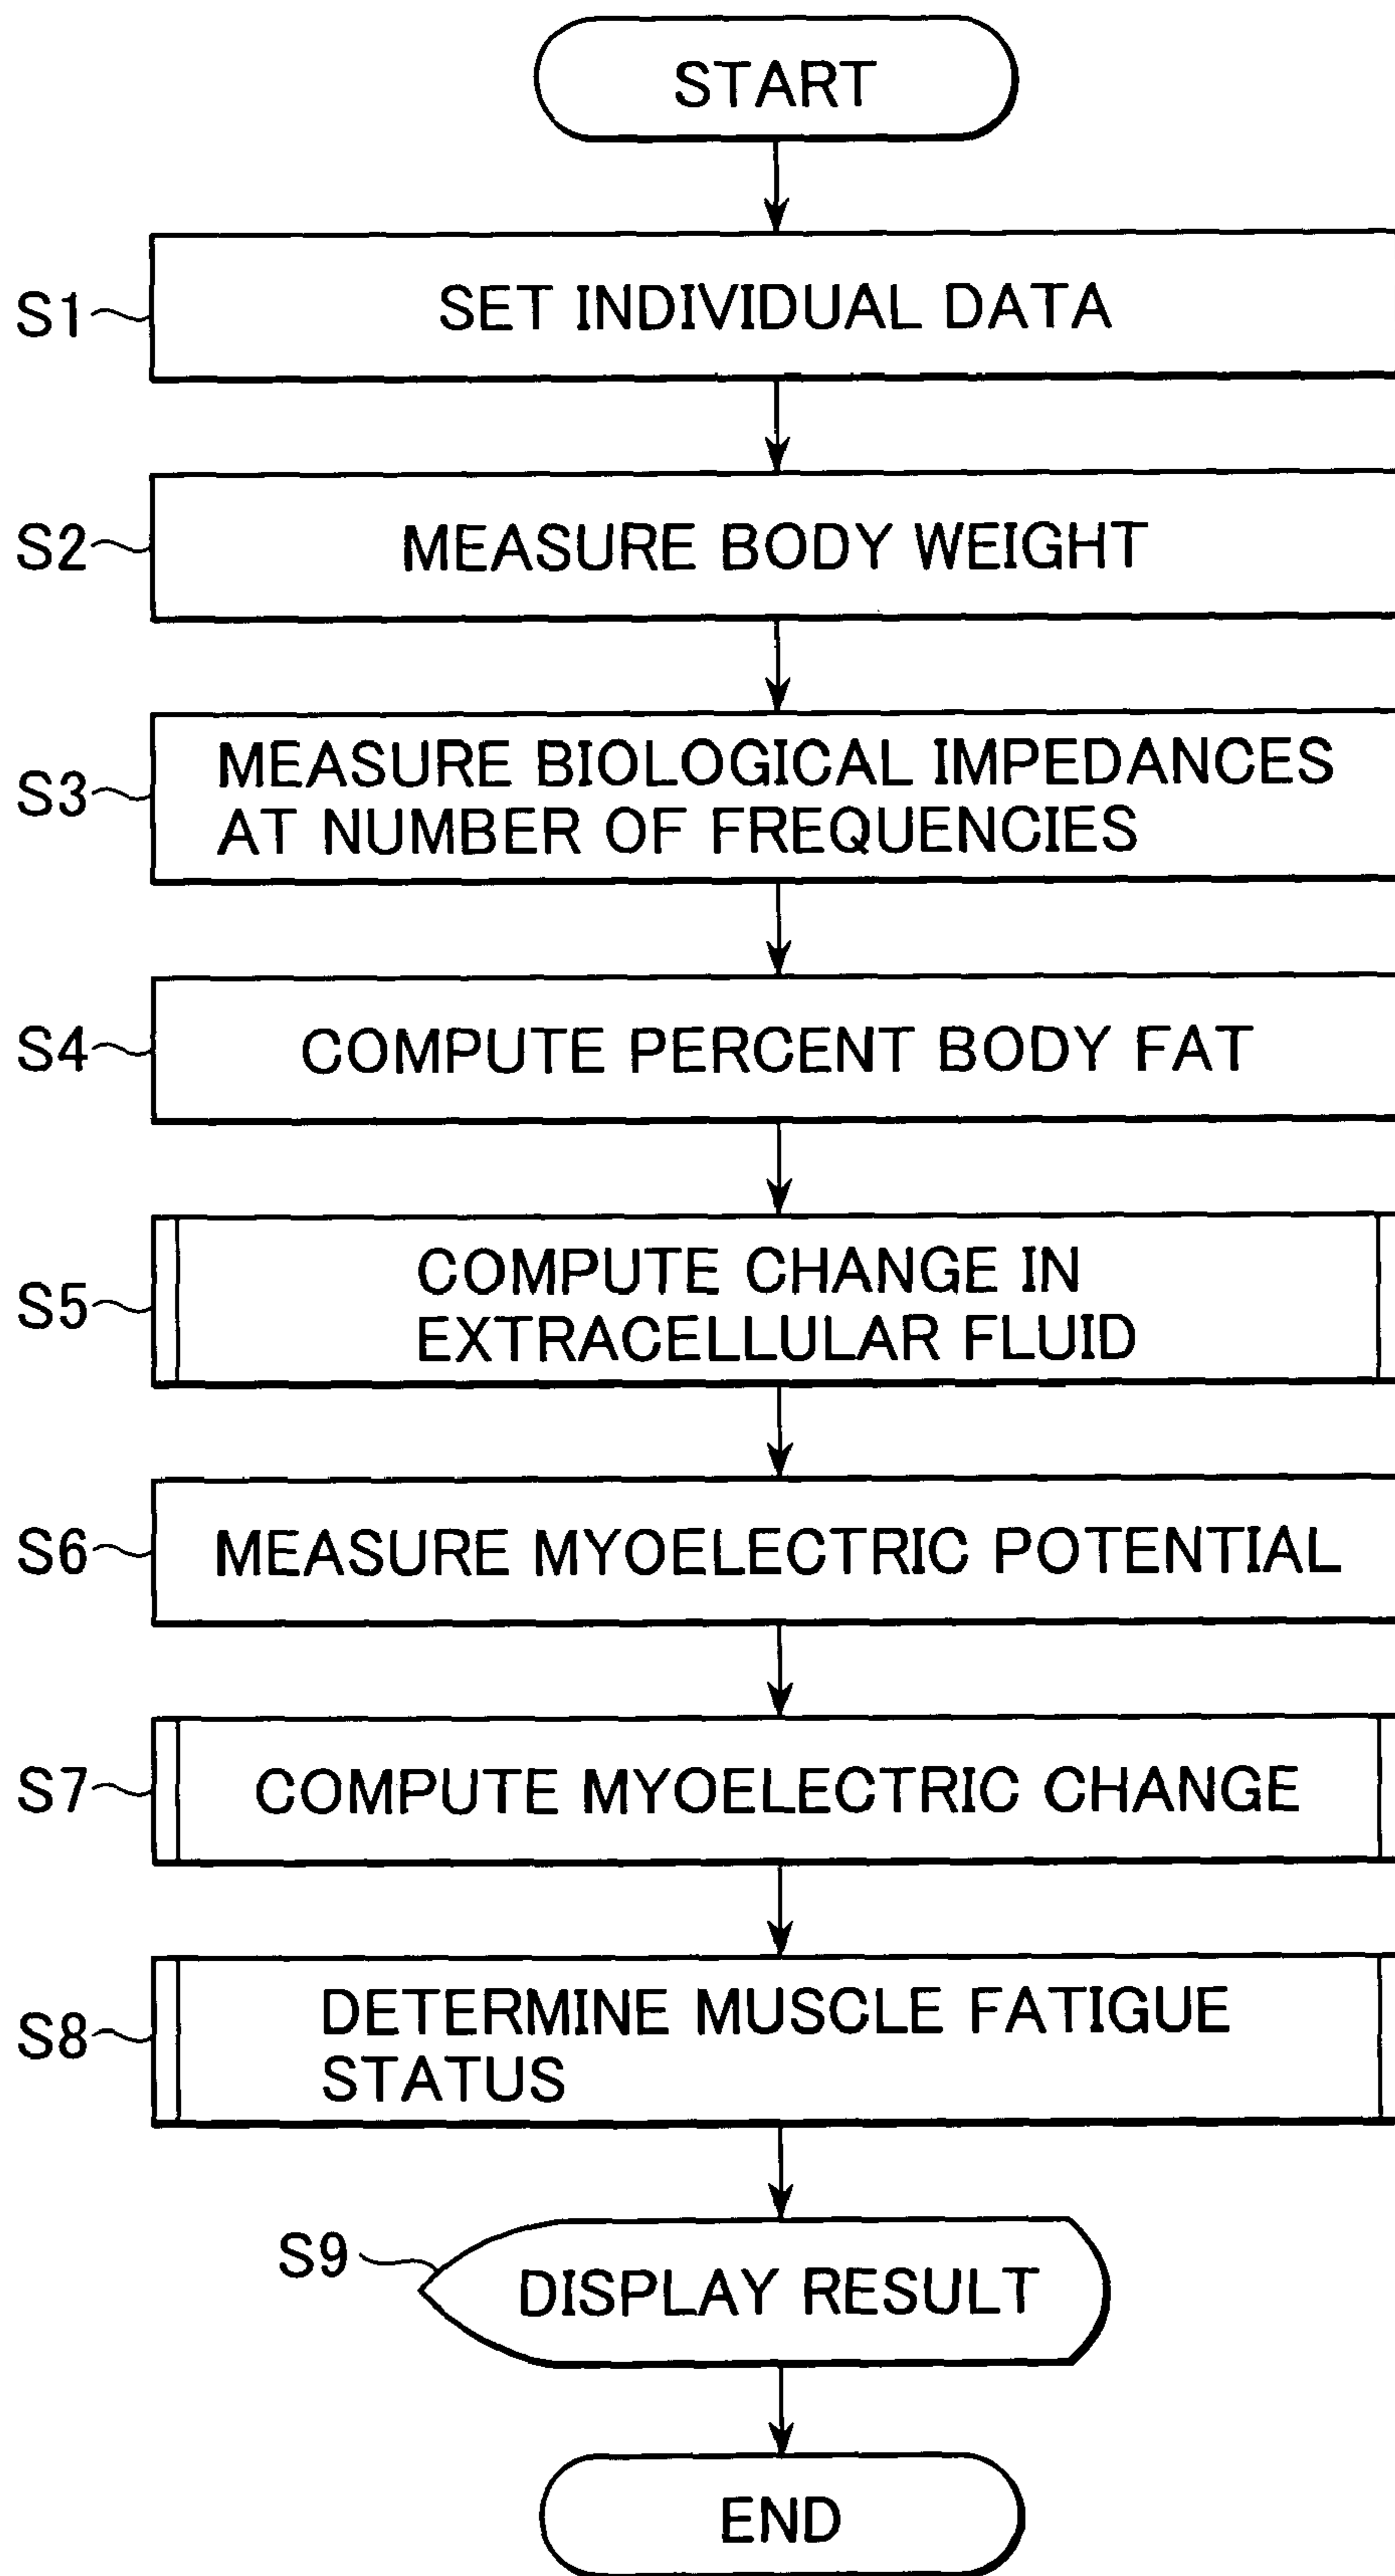 START
S1
SET INDIVIDUAL DATA
S2
MEASURE BODY WEIGHT
S3
MEASURE BIOLOGICAL IMPEDANCES
AT NUMBER OF FREQUENCIES
S4
COMPUTE PERCENT BODY FAT
S5
COMPUTE CHANGE IN
EXTRACELLULAR FLUID
S6
MEASURE MYOELECTRIC POTENTIAL
S7
COMPUTE MYOELECTRIC CHANGE
S8
DETERMINE MUSCLE FATIGUE
STATUS
S9
DISPLAY RESULT
END